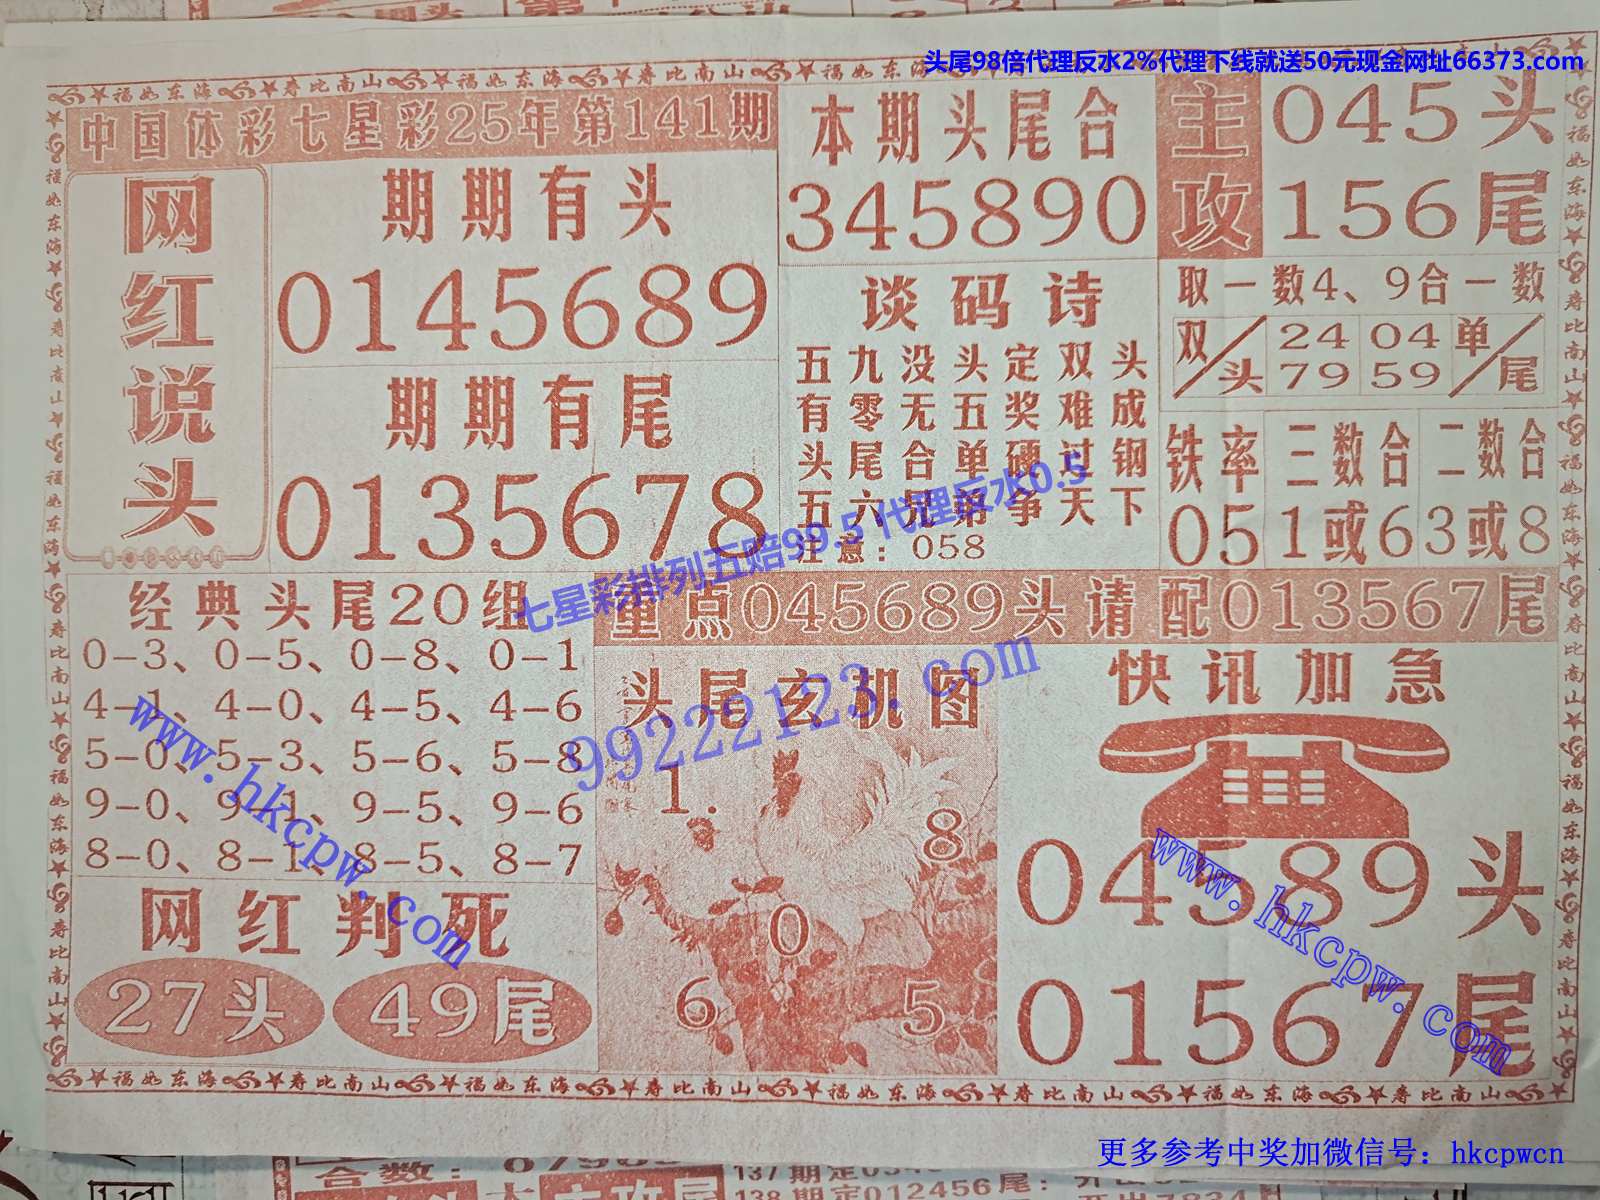 头尾98倍代理反水2%代理下线就送50元现金网址66373.com
中国体彩七星彩25年第141期
网红说头
期期有头
0145689
期期有尾
0135678
本期头尾合
345890
主攻
045头
156尾
取一数4、9合一数
双/头
24 04
79 59
单/尾
谈码诗
五九没头定双头
有零无五奖难成
头尾合单硬过钢
五六兄弟争天下
注意：058
铁率 三数合 二数合
05 1或6 3或8
七星彩排列五赔99.5 代理反水0.5
99222123.com
经典头尾20组
0-3、0-5、0-8、0-1
4-1、4-0、4-5、4-6
5-0、5-3、5-6、5-8
9-0、9-1、9-5、9-6
8-0、8-1、8-5、8-7
重点045689头请配013567尾
头尾玄机图
1.
8
0
6
5
快讯加急
04589头
01567尾
网红判死
27头
49尾
www.hkcpw.com
www.hkcpw.com
福如东海 寿比南山
更多参考中奖加微信号：hkcpwcn